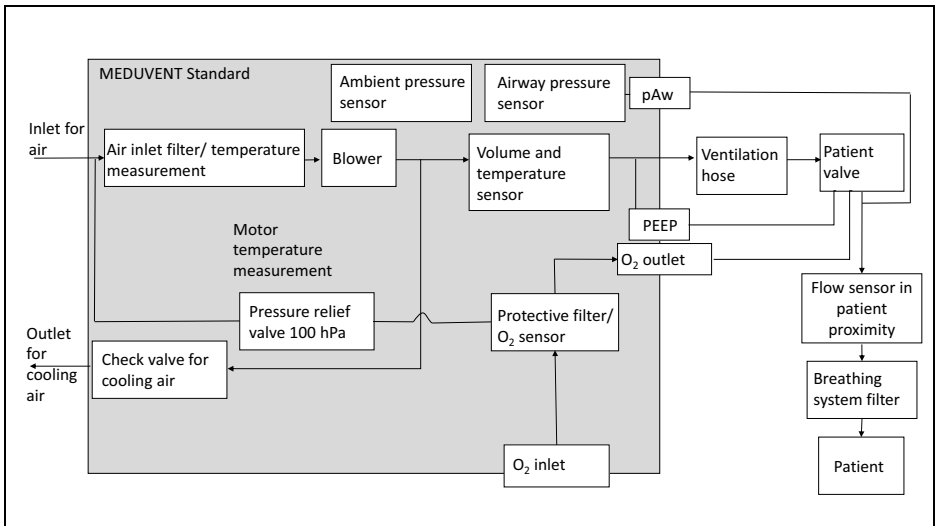 MEDUVENT Standard
Ambient pressure
sensor
Airway pressure
sensor
pAw
Inlet for
air
Air inlet filter/ temperature
measurement
Blower
Volume and
temperature
sensor
Ventilation
hose
Patient
valve
Motor
temperature
measurement
PEEP
O₂ outlet
Pressure relief
valve 100 hPa
Protective filter/
O₂ sensor
Flow sensor in
patient
proximity
Outlet
for
cooling
air
Check valve for
cooling air
Breathing
system filter
O₂ inlet
Patient